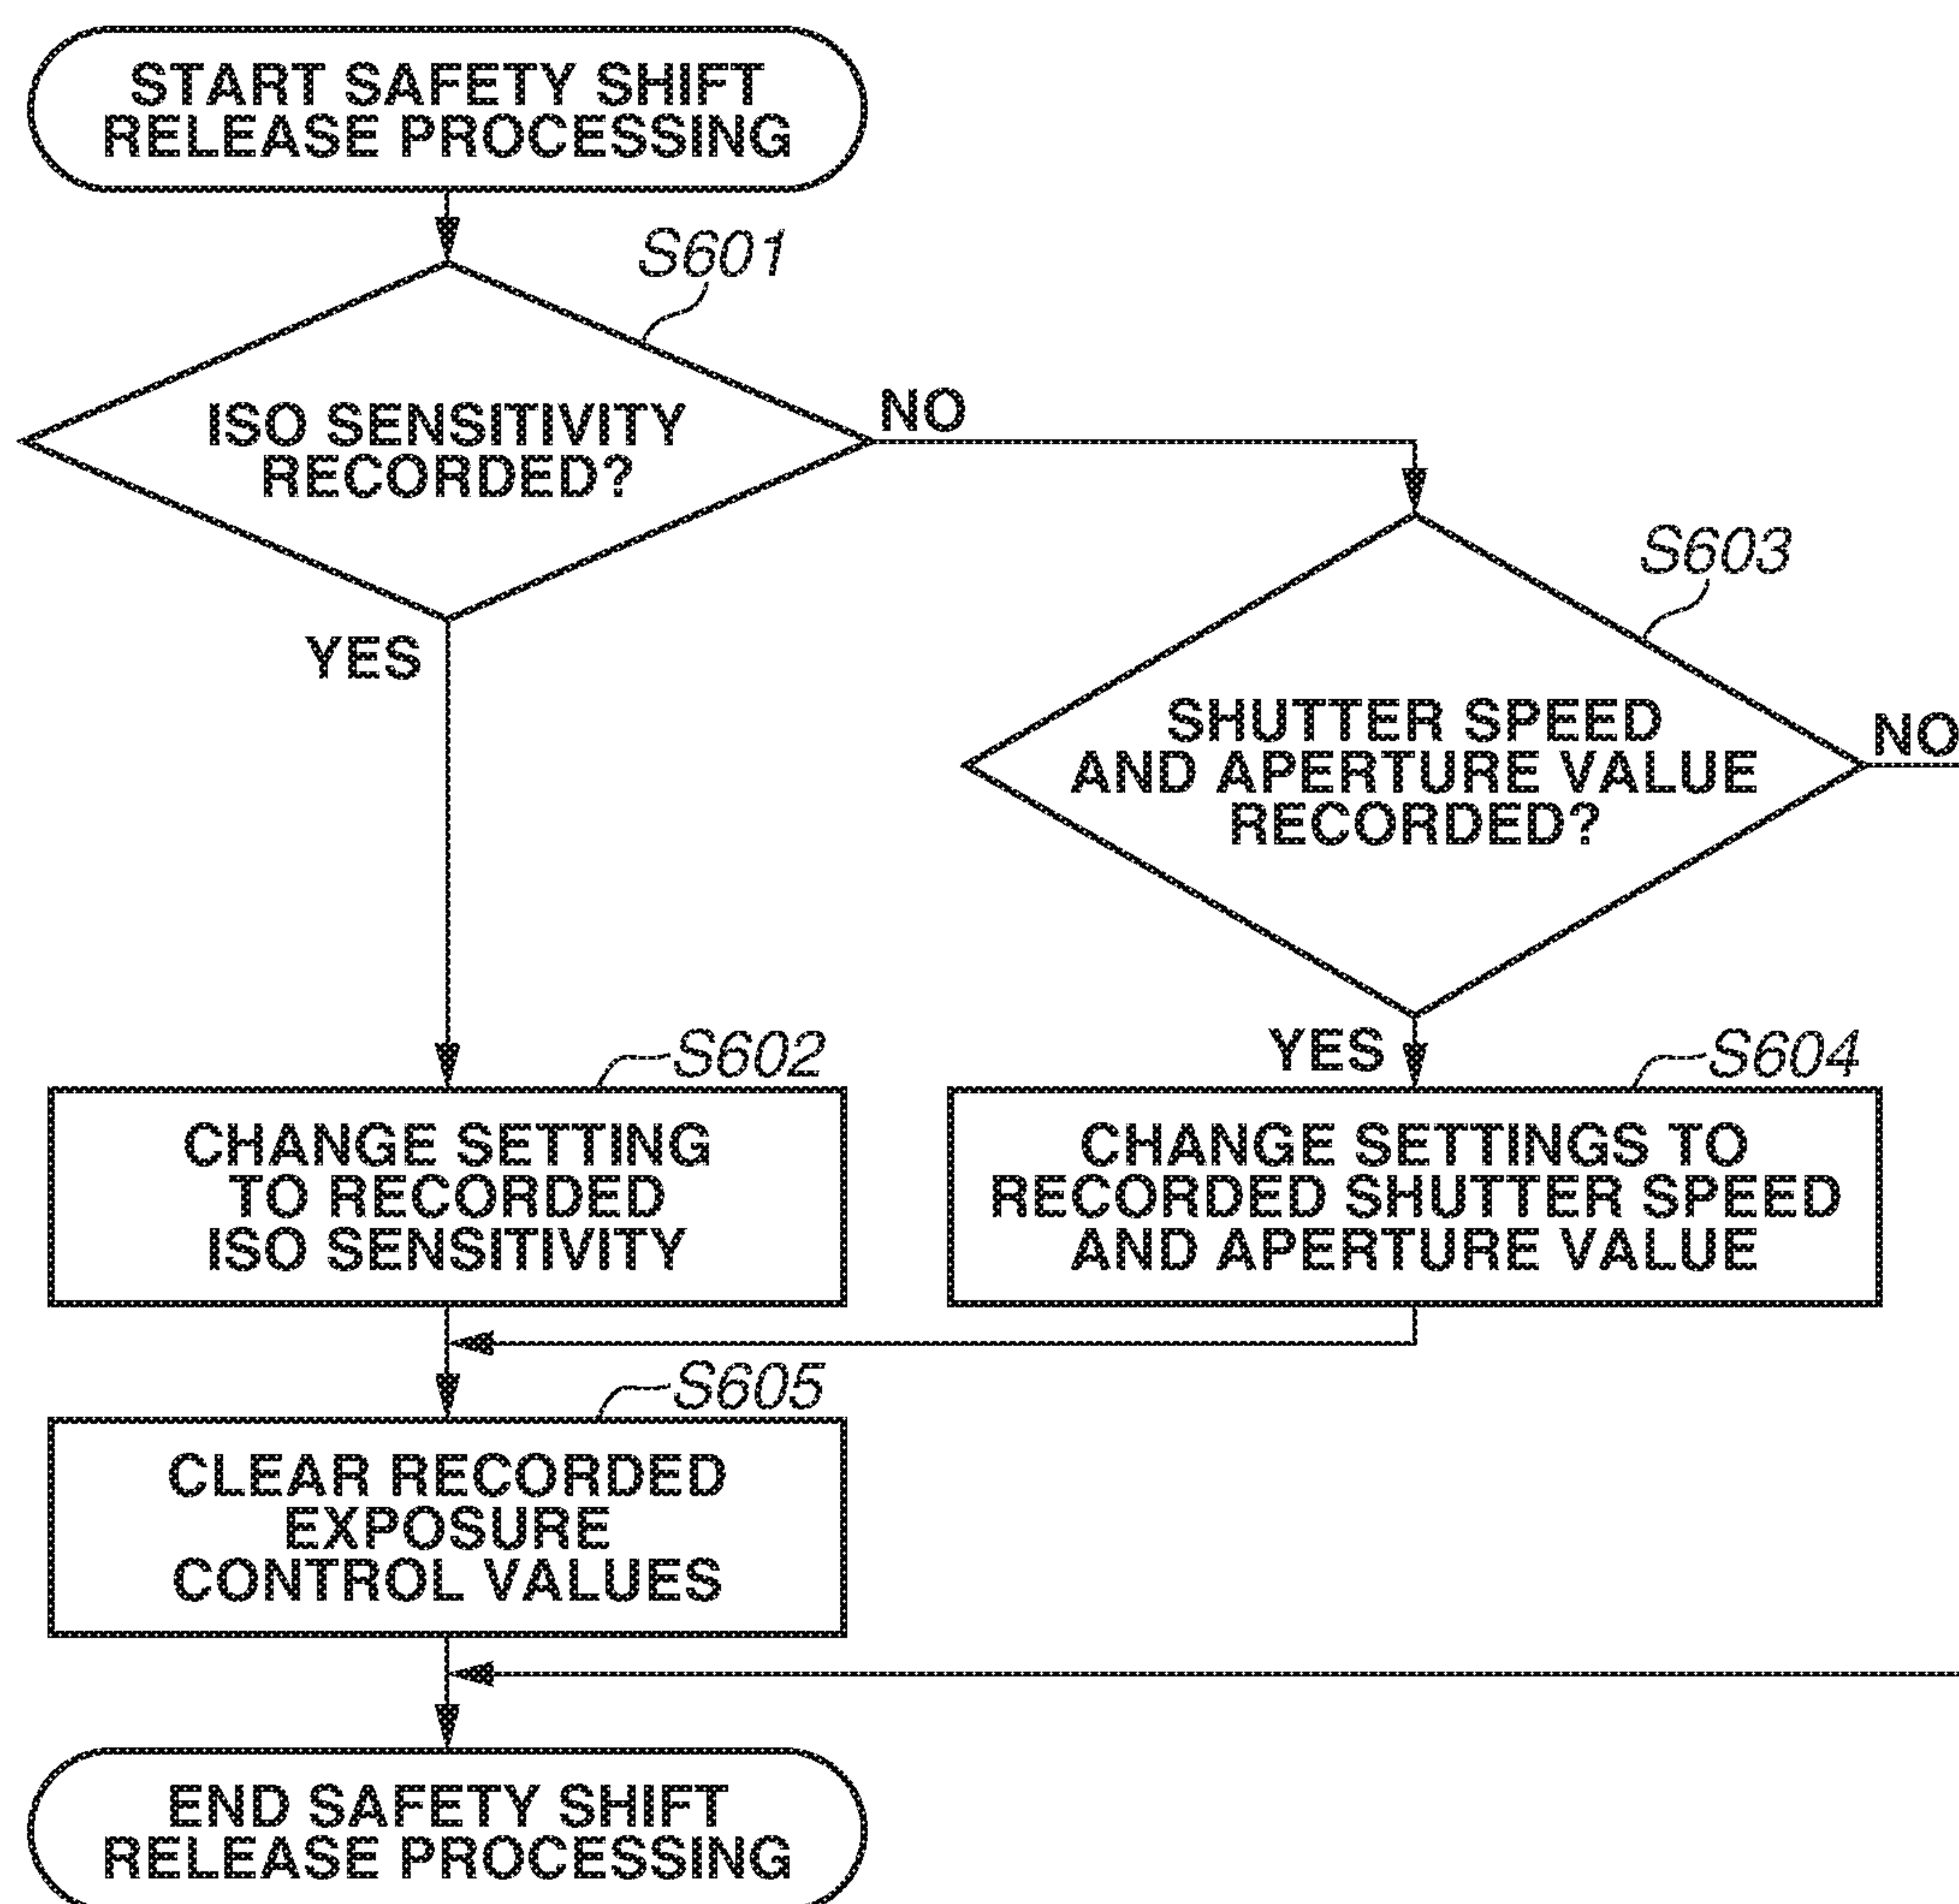 START SAFETY SHIFT
RELEASE PROCESSING
S601
ISO SENSITIVITY
RECORDED?
NO
YES
S603
SHUTTER SPEED
AND APERTURE VALUE
RECORDED?
NO
YES
S602
CHANGE SETTING
TO RECORDED
ISO SENSITIVITY
S604
CHANGE SETTINGS TO
RECORDED SHUTTER SPEED
AND APERTURE VALUE
S605
CLEAR RECORDED
EXPOSURE
CONTROL VALUES
END SAFETY SHIFT
RELEASE PROCESSING